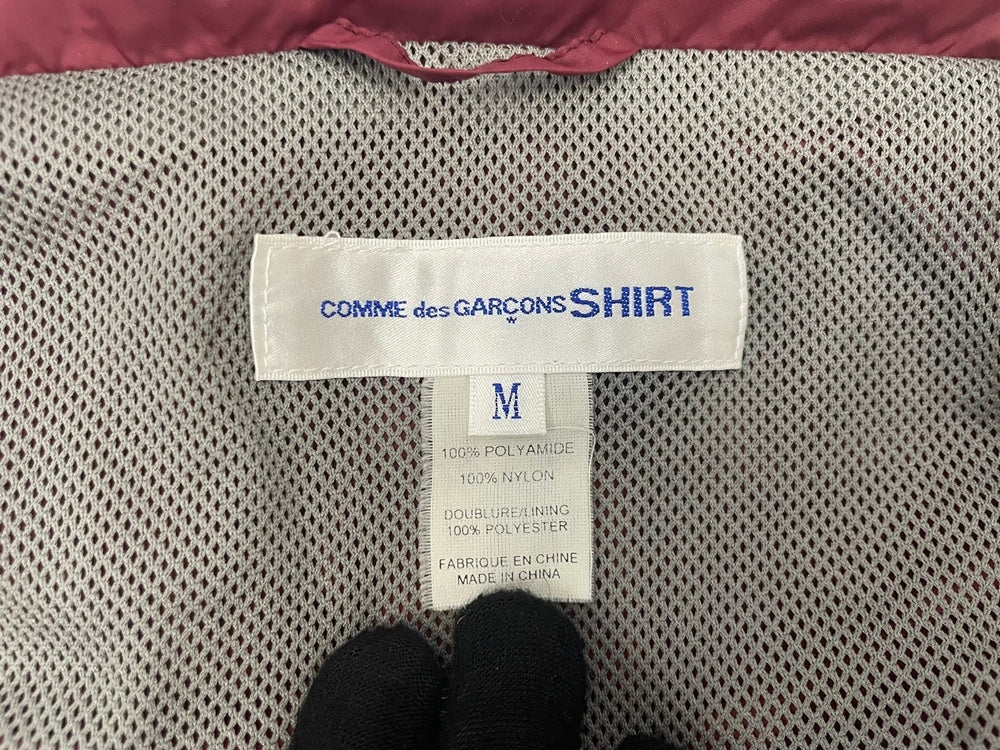 COMME des GARÇONS SHIRT
M
100% POLYAMIDE
100% NYLON
DOUBLURE/LINING
100% POLYESTER
FABRIQUE EN CHINE
MADE IN CHINA